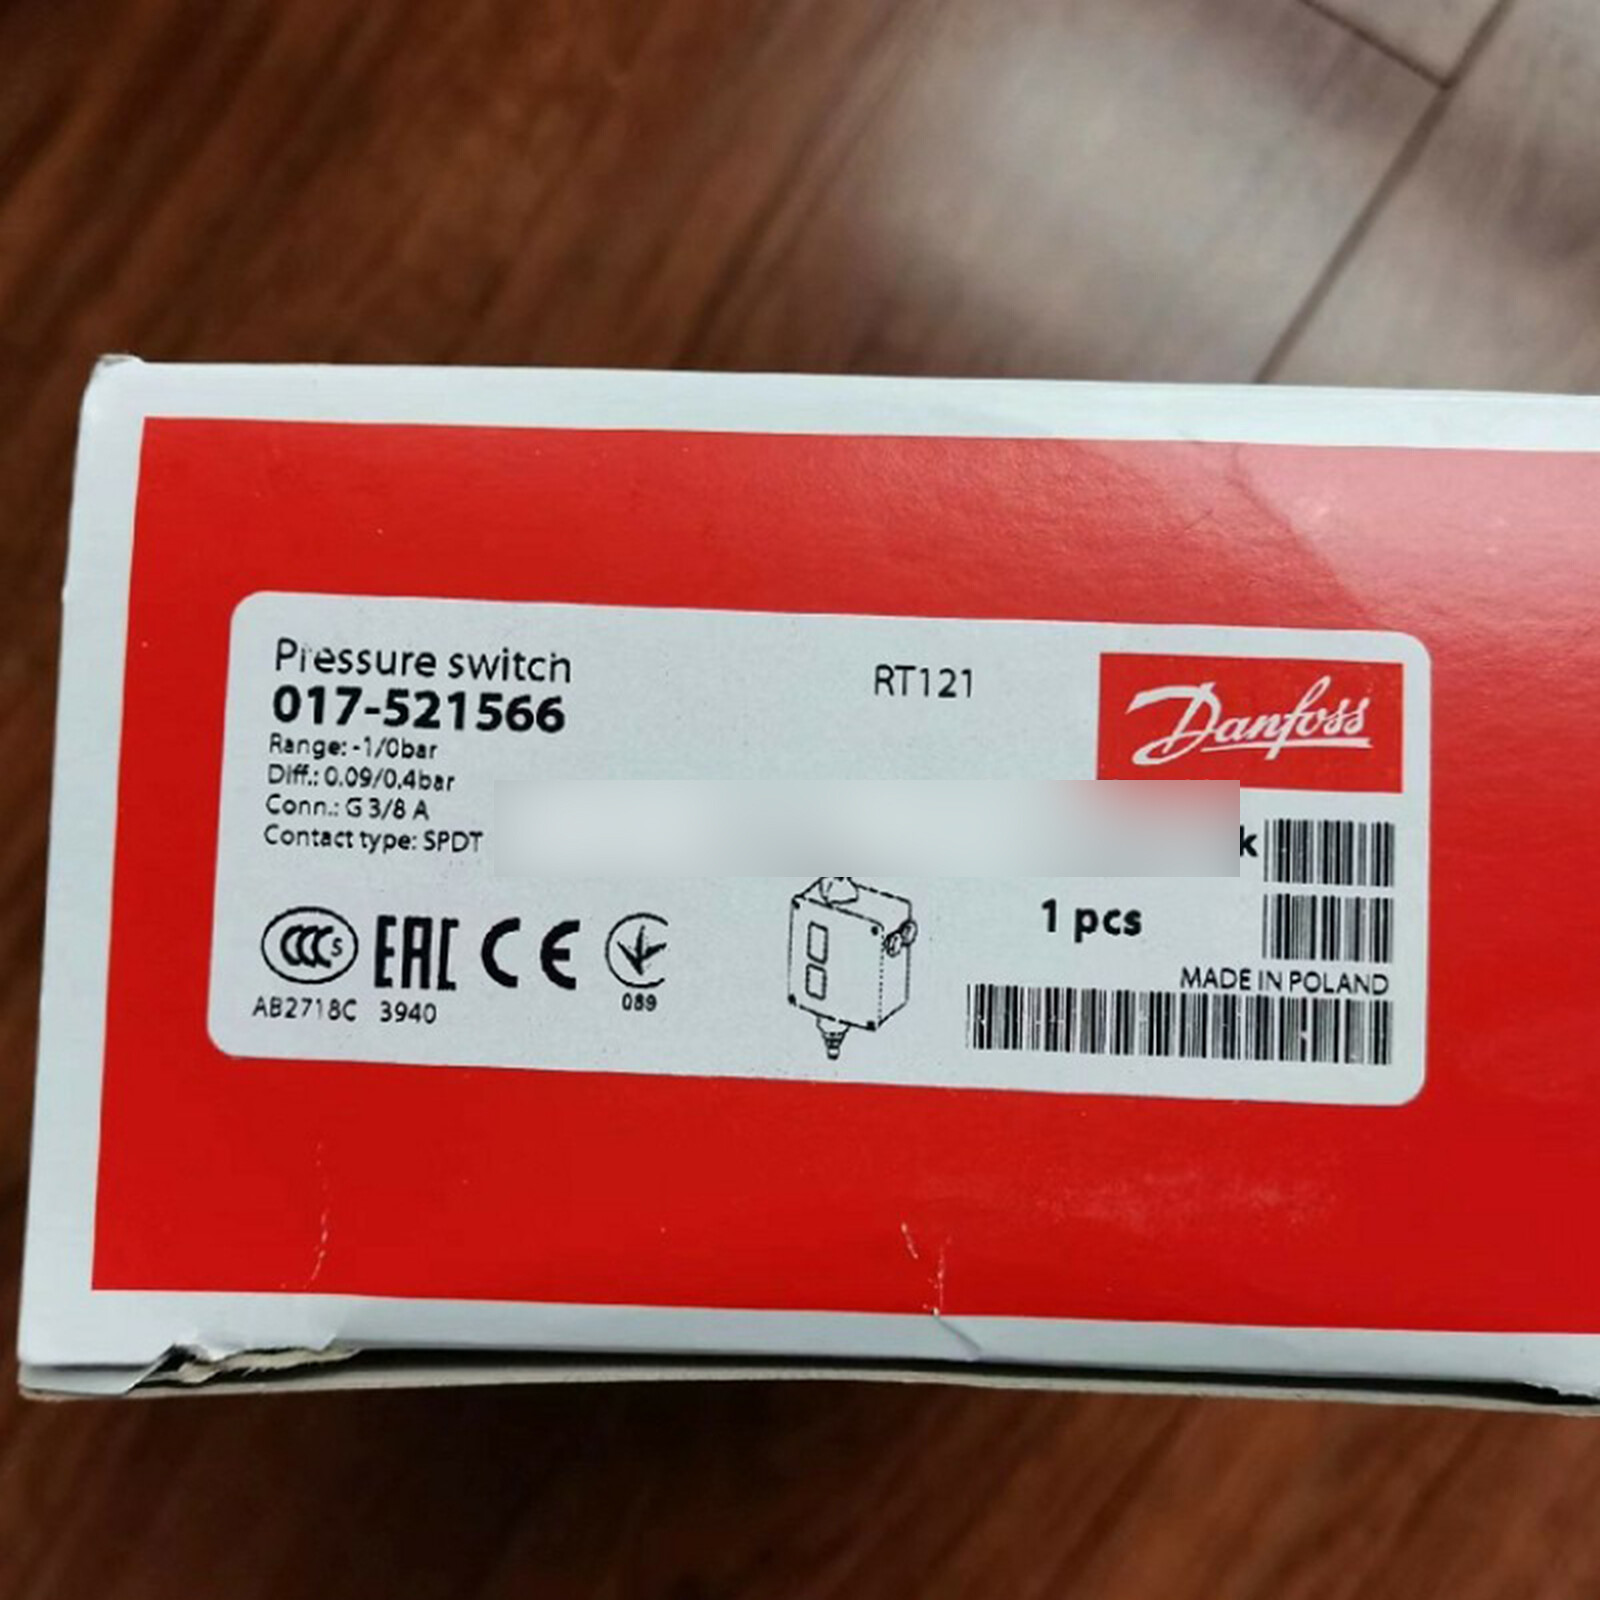 Pressure switch
017-521566
Range: -1/0bar
Diff.: 0.09/0.4bar
Conn.: G 3/8 A
Contact type: SPDT
RT121
Danfoss
k
1 pcs
MADE IN POLAND
CCC S
EAC
CE
AB2718C 3940
089